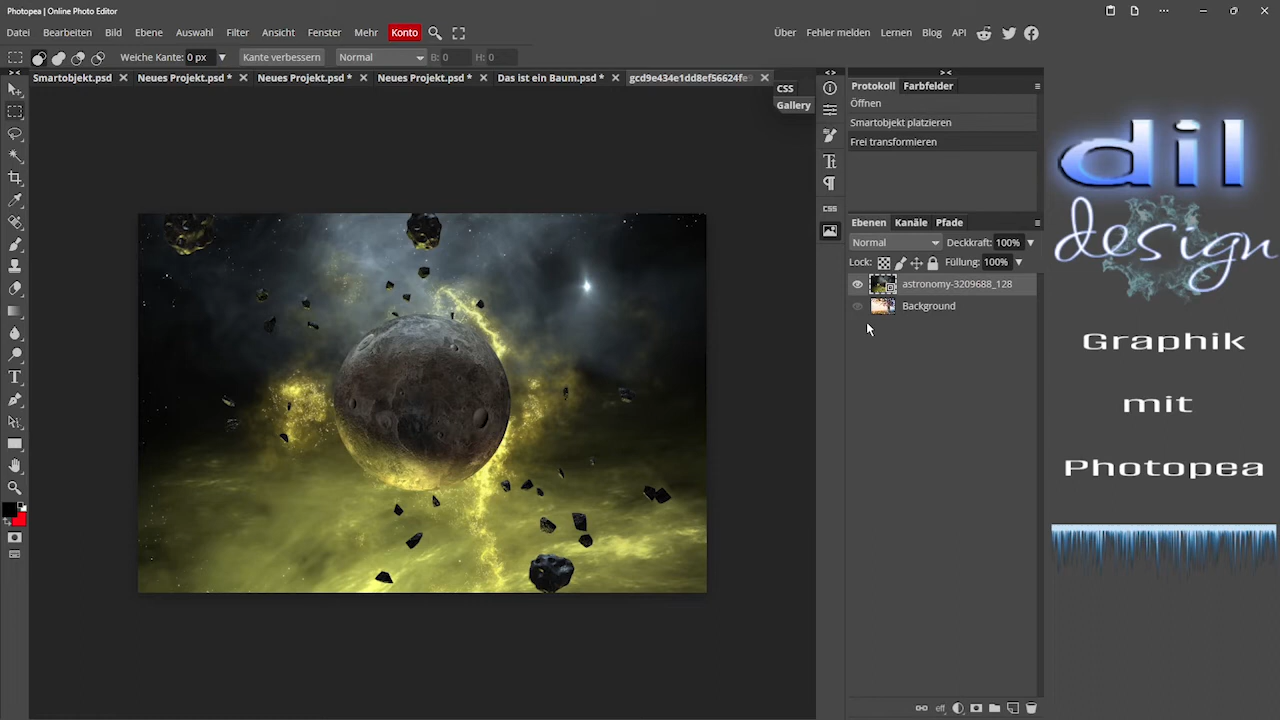 Photopea | Online Photo Editor
Datei Bearbeiten Bild Ebene Auswahl Filter Ansicht Fenster Mehr Konto Über Fehler melden Lernen Blog API
Weiche Kante: 0 px Kante verbessern Normal B: 0 H: 0
Smartobjekt.psd Neues Projekt.psd * Neues Projekt.psd * Neues Projekt.psd * Das ist ein Baum.psd * gcd9e434e1dd8ef56624fe9
CSS
Gallery
Protokoll Farbfelder
Öffnen
Smartobjekt platzieren
Frei transformieren
CSS
Ebenen Kanäle Pfade
Normal Deckkraft: 100%
Lock: Füllung: 100%
astronomy-3209688_128
Background
eff
dil
design
Graphik
mit
Photopea